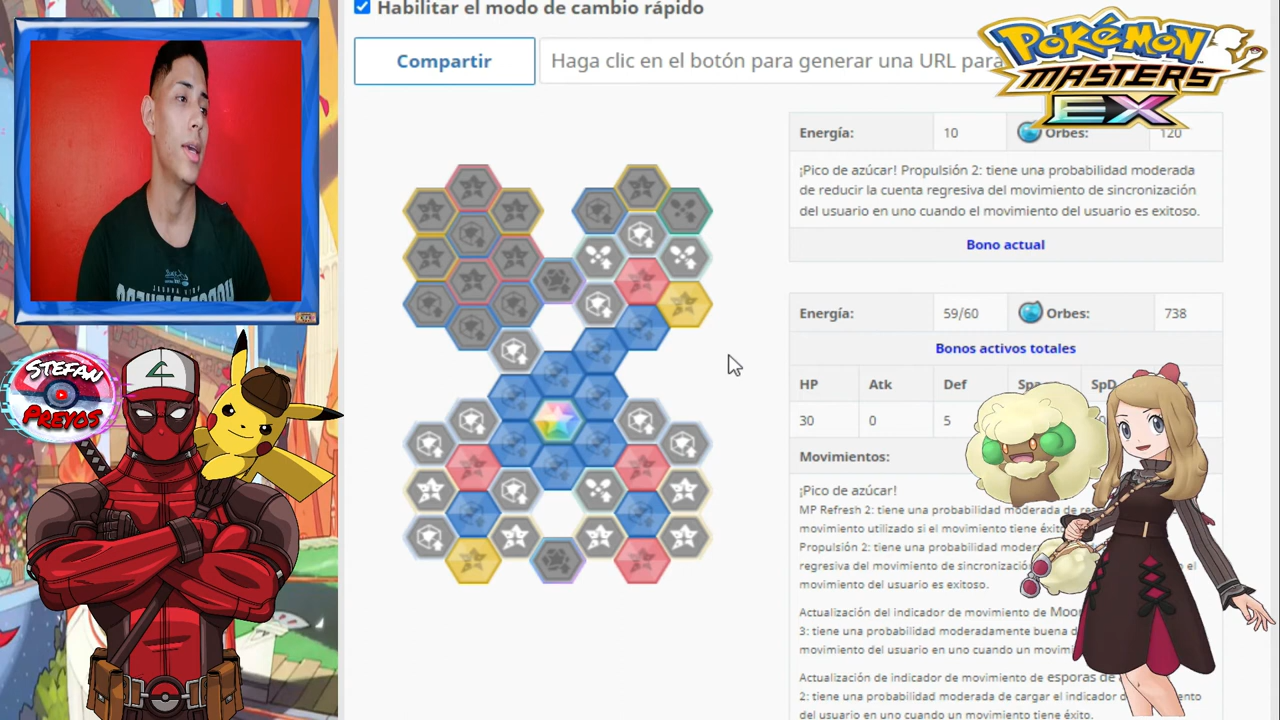 Habilitar el modo de cambio rápido
Compartir
Haga clic en el botón para generar una URL para
POKÉMON
MASTERS
EX
Energía: 10 Orbes: 120
¡Pico de azúcar! Propulsión 2: tiene una probabilidad moderada
de reducir la cuenta regresiva del movimiento de sincronización
del usuario en uno cuando el movimiento del usuario es exitoso.
Bono actual
Energía: 59/60 Orbes: 738
Bonos activos totales
HP Atk Def Spa SpD
30 0 5
Movimientos:
¡Pico de azúcar!
MP Refresh 2: tiene una probabilidad moderada de
movimiento utilizado si el movimiento tiene éxito
Propulsión 2: tiene una probabilidad
regresiva del movimiento de sincronización el
movimiento del usuario es exitoso.
Actualización del indicador de movimiento de
3: tiene una probabilidad moderadamente buena
movimiento del usuario en uno cuando un
Actualización de indicador de movimiento de esporas de
2: tiene una probabilidad moderada de cargar el indicador movimiento
del usuario en uno cuando un movimiento tiene éxito.
STEFAN
PREYOS